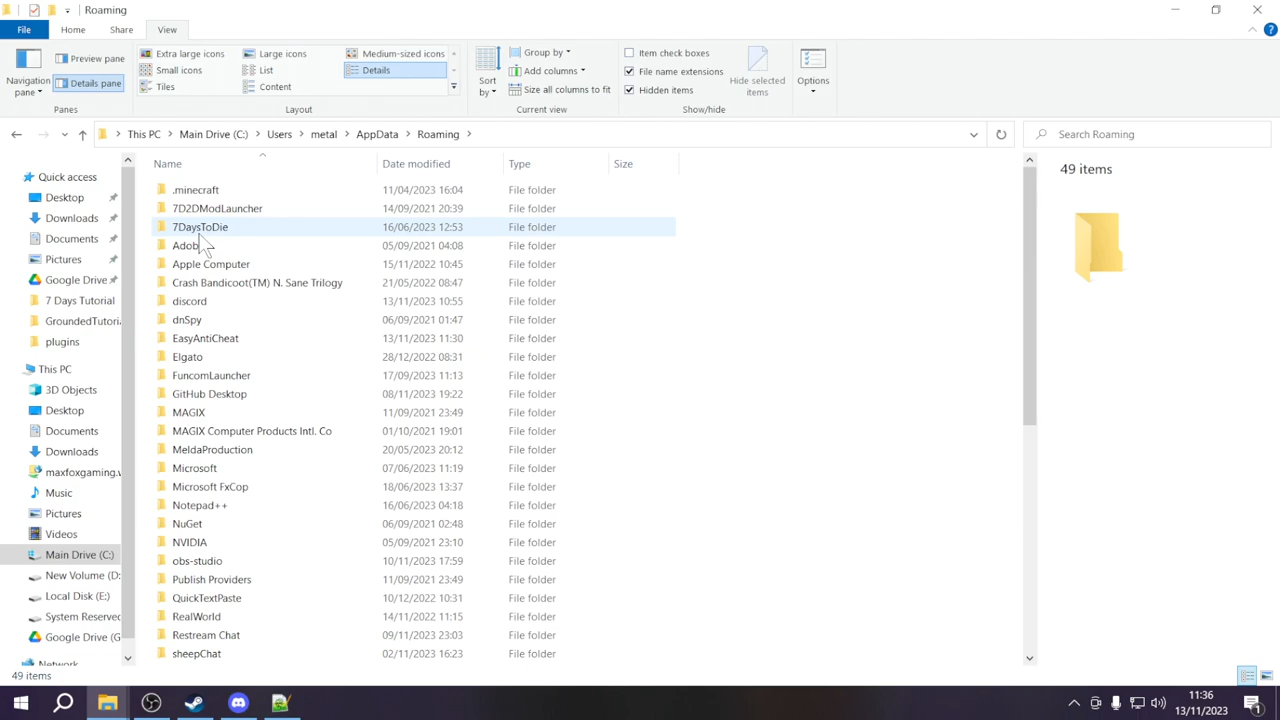 Roaming
File Home Share View
Navigation pane Preview pane Details pane
Panes
Extra large icons Large icons Medium-sized icons
Small icons List Details
Tiles Content
Layout
Sort by Group by Add columns Size all columns to fit
Current view
Item check boxes
File name extensions
Hidden items
Hide selected items
Show/hide
Options
This PC Main Drive (C:) Users metal AppData Roaming
Search Roaming
Quick access
Desktop
Downloads
Documents
Pictures
Google Drive
7 Days Tutorial
GroundedTutori
plugins
This PC
3D Objects
Desktop
Documents
Downloads
maxfoxgaming.v
Music
Pictures
Videos
Main Drive (C:)
New Volume (D:
Local Disk (E:)
System Reserved
Google Drive (G
Network
Name Date modified Type Size
.minecraft 11/04/2023 16:04 File folder
7D2DModLauncher 14/09/2021 20:39 File folder
7DaysToDie 16/06/2023 12:53 File folder
Adob 05/09/2021 04:08 File folder
Apple Computer 15/11/2022 10:45 File folder
Crash Bandicoot(TM) N. Sane Trilogy 21/05/2022 08:47 File folder
discord 13/11/2023 10:55 File folder
dnSpy 06/09/2021 01:47 File folder
EasyAntiCheat 13/11/2023 11:30 File folder
Elgato 28/12/2022 08:31 File folder
FuncomLauncher 17/09/2023 11:13 File folder
GitHub Desktop 08/11/2023 19:22 File folder
MAGIX 11/09/2021 23:49 File folder
MAGIX Computer Products Intl. Co 01/10/2021 19:01 File folder
MeldaProduction 20/05/2023 20:12 File folder
Microsoft 07/06/2023 11:19 File folder
Microsoft FxCop 18/06/2023 13:37 File folder
Notepad++ 16/06/2023 04:18 File folder
NuGet 06/09/2021 02:48 File folder
NVIDIA 05/09/2021 23:10 File folder
obs-studio 10/11/2023 17:59 File folder
Publish Providers 11/09/2021 23:49 File folder
QuickTextPaste 10/12/2022 10:31 File folder
RealWorld 14/11/2022 11:15 File folder
Restream Chat 09/11/2023 23:03 File folder
sheepChat 02/11/2023 16:23 File folder
49 items
49 items
11:36
13/11/2023
1